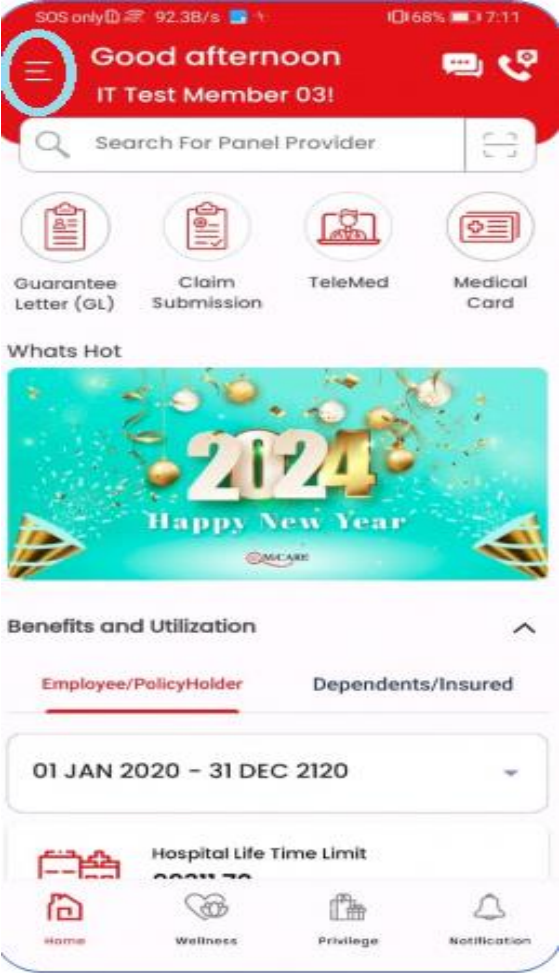 SOS only 92.3B/s 68% 7:11
Good afternoon
IT Test Member 03!
Search For Panel Provider
Guarantee Letter (GL)
Claim Submission
TeleMed
Medical Card
Whats Hot
2024
Happy New Year
MiCARE
Benefits and Utilization
Employee/PolicyHolder Dependents/Insured
01 JAN 2020 - 31 DEC 2120
Hospital Life Time Limit
Home Wellness Privilege Notification